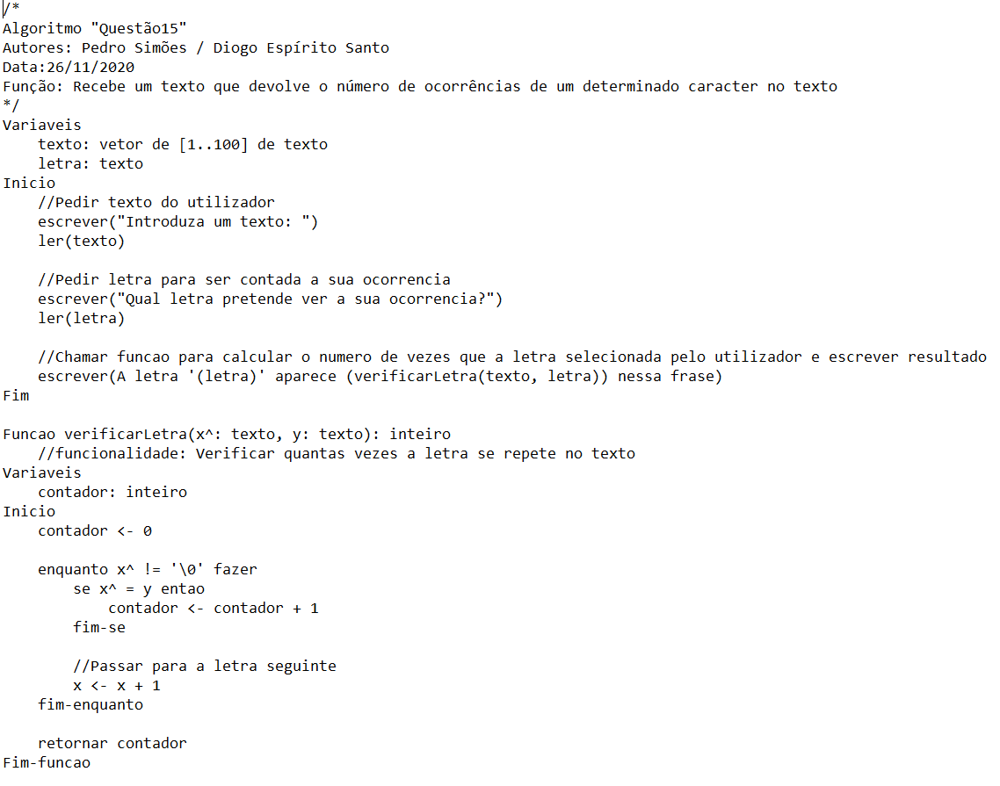 /*
Algoritmo "Questão15"
Autores: Pedro Simões / Diogo Espírito Santo
Data:26/11/2020
Função: Recebe um texto que devolve o número de ocorrências de um determinado caracter no texto
*/
Variaveis
    texto: vetor de [1..100] de texto
    letra: texto
Inicio
    //Pedir texto do utilizador
    escrever("Introduza um texto: ")
    ler(texto)

    //Pedir letra para ser contada a sua ocorrencia
    escrever("Qual letra pretende ver a sua ocorrencia?")
    ler(letra)

    //Chamar funcao para calcular o numero de vezes que a letra selecionada pelo utilizador e escrever resultado
    escrever(A letra '(letra)' aparece (verificarLetra(texto, letra)) nessa frase)
Fim

Funcao verificarLetra(x^: texto, y: texto): inteiro
    //funcionalidade: Verificar quantas vezes a letra se repete no texto
Variaveis
    contador: inteiro
Inicio
    contador <- 0

    enquanto x^ != '\0' fazer
        se x^ = y entao
            contador <- contador + 1
        fim-se

        //Passar para a letra seguinte
        x <- x + 1
    fim-enquanto

    retornar contador
Fim-funcao